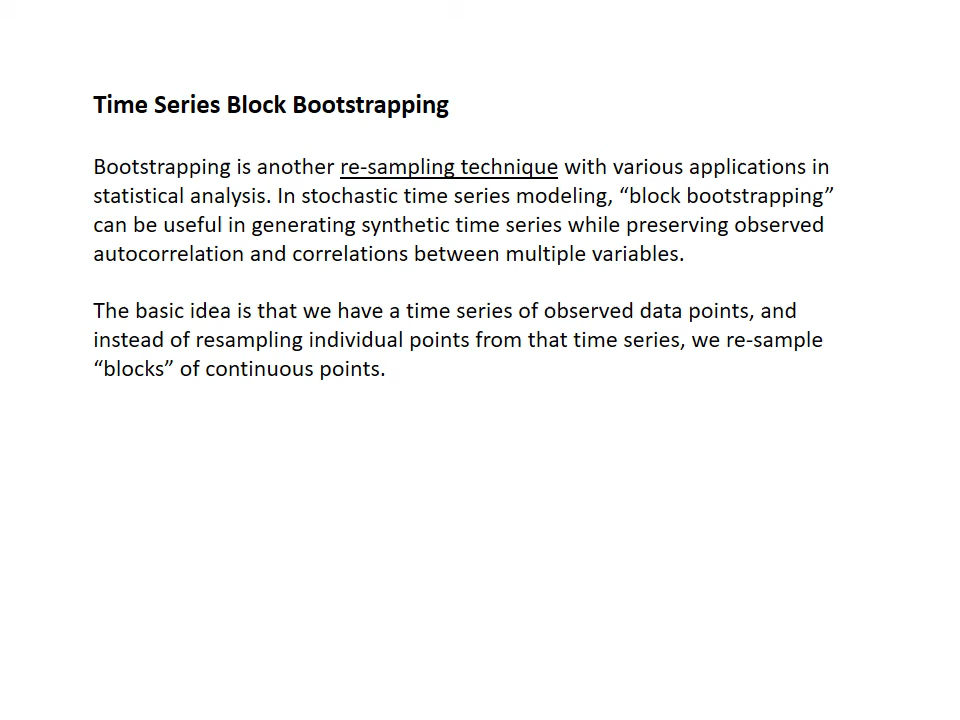 Time Series Block Bootstrapping
Bootstrapping is another re-sampling technique with various applications in
statistical analysis. In stochastic time series modeling, “block bootstrapping”
can be useful in generating synthetic time series while preserving observed
autocorrelation and correlations between multiple variables.
The basic idea is that we have a time series of observed data points, and
instead of resampling individual points from that time series, we re-sample
“blocks” of continuous points.